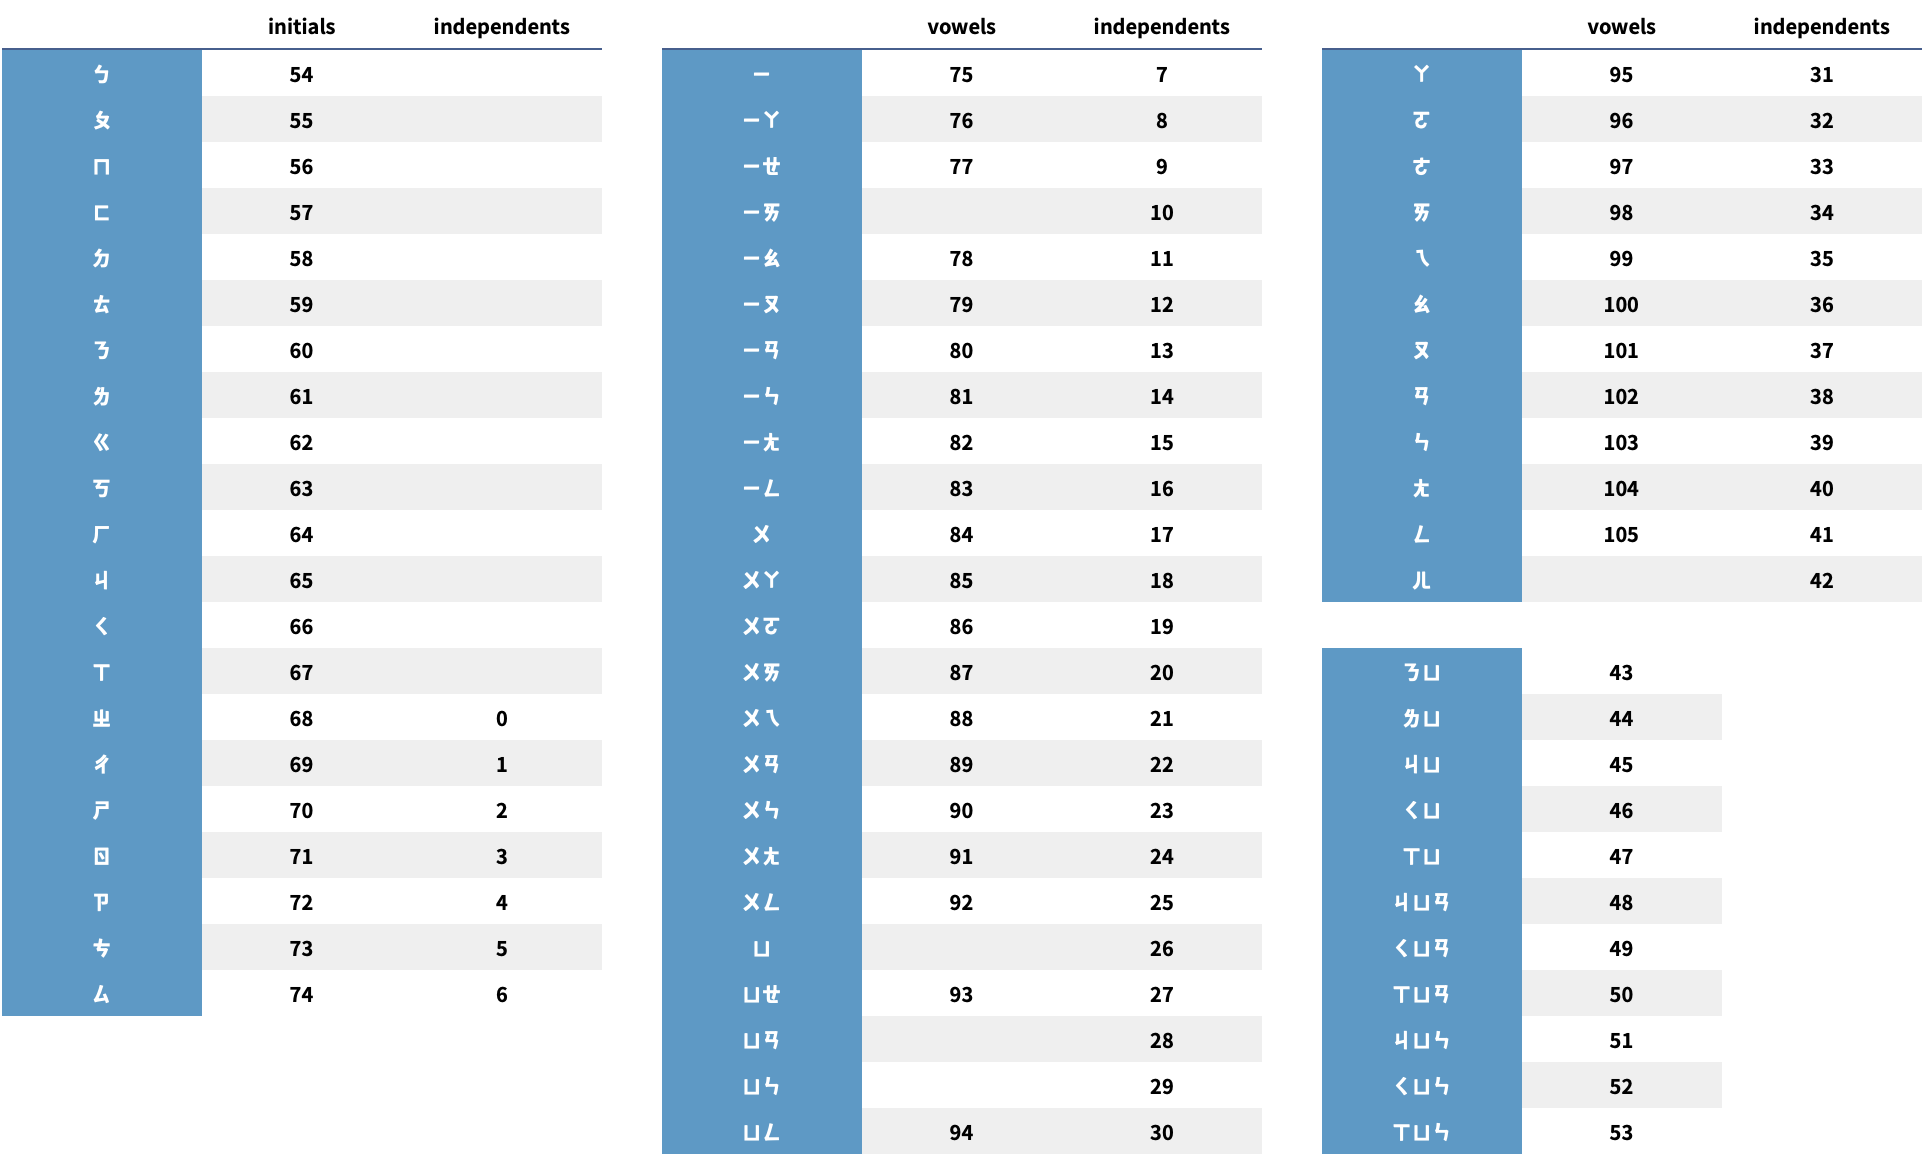 initials independents
ㄅ 54
ㄆ 55
ㄇ 56
ㄈ 57
ㄉ 58
ㄊ 59
ㄋ 60
ㄌ 61
ㄍ 62
ㄎ 63
ㄏ 64
ㄐ 65
ㄑ 66
ㄒ 67
ㄓ 68 0
ㄔ 69 1
ㄕ 70 2
ㄖ 71 3
ㄗ 72 4
ㄘ 73 5
ㄙ 74 6
vowels independents
ㄧ 75 7
ㄧㄚ 76 8
ㄧㄝ 77 9
ㄧㄞ 10
ㄧㄠ 78 11
ㄧㄡ 79 12
ㄧㄢ 80 13
ㄧㄣ 81 14
ㄧㄤ 82 15
ㄧㄥ 83 16
ㄨ 84 17
ㄨㄚ 85 18
ㄨㄛ 86 19
ㄨㄞ 87 20
ㄨㄟ 88 21
ㄨㄢ 89 22
ㄨㄣ 90 23
ㄨㄤ 91 24
ㄨㄥ 92 25
ㄩ 26
ㄩㄝ 93 27
ㄩㄢ 28
ㄩㄣ 29
ㄩㄥ 94 30
vowels independents
ㄚ 95 31
ㄛ 96 32
ㄜ 97 33
ㄞ 98 34
ㄟ 99 35
ㄠ 100 36
ㄡ 101 37
ㄢ 102 38
ㄣ 103 39
ㄤ 104 40
ㄥ 105 41
ㄦ 42
ㄋㄩ 43
ㄌㄩ 44
ㄐㄩ 45
ㄑㄩ 46
ㄒㄩ 47
ㄐㄩㄢ 48
ㄑㄩㄢ 49
ㄒㄩㄢ 50
ㄐㄩㄣ 51
ㄑㄩㄣ 52
ㄒㄩㄣ 53